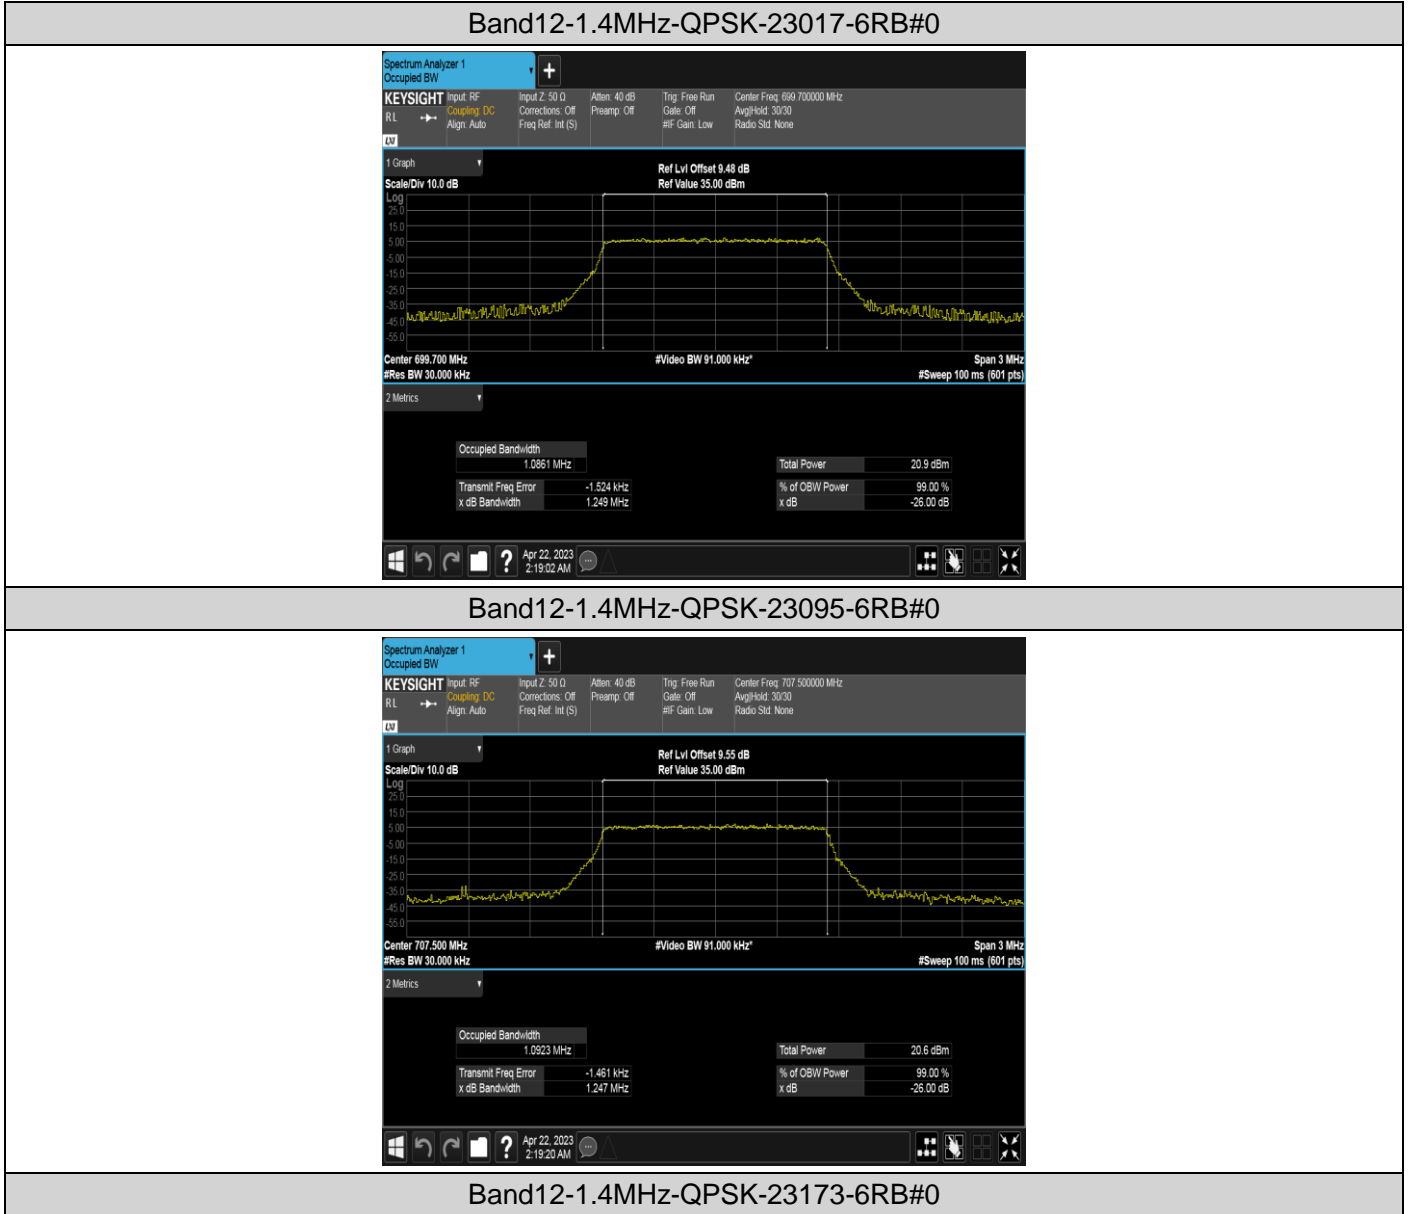 Band12-1.4MHz-QPSK-23017-6RB#0
Spectrum Analyzer 1
Occupied BW
KEYSIGHT Input: RF Input Z: 50 Ω Atten: 40 dB Trig: Free Run Center Freq: 699.700000 MHz
RL Coupling: DC Corrections: Off Preamp: Off Gate: Off Avg|Hold: 30/30
Align: Auto Freq Ref: Int (S) #IF Gain: Low Radio Std: None
LXI
1 Graph Ref Lvl Offset 9.48 dB
Scale/Div 10.0 dB Ref Value 35.00 dBm
Log
25.0
15.0
5.00
-5.00
-15.0
-25.0
-35.0
-45.0
-55.0
Center 699.700 MHz #Video BW 91.000 kHz* Span 3 MHz
#Res BW 30.000 kHz #Sweep 100 ms (601 pts)
2 Metrics
Occupied Bandwidth
1.0861 MHz Total Power 20.9 dBm
Transmit Freq Error -1.524 kHz % of OBW Power 99.00 %
x dB Bandwidth 1.249 MHz x dB -26.00 dB
? Apr 22, 2023
2:19:02 AM
Band12-1.4MHz-QPSK-23095-6RB#0
Spectrum Analyzer 1
Occupied BW
KEYSIGHT Input: RF Input Z: 50 Ω Atten: 40 dB Trig: Free Run Center Freq: 707.500000 MHz
RL Coupling: DC Corrections: Off Preamp: Off Gate: Off Avg|Hold: 30/30
Align: Auto Freq Ref: Int (S) #IF Gain: Low Radio Std: None
LXI
1 Graph Ref Lvl Offset 9.55 dB
Scale/Div 10.0 dB Ref Value 35.00 dBm
Log
25.0
15.0
5.00
-5.00
-15.0
-25.0
-35.0
-45.0
-55.0
Center 707.500 MHz #Video BW 91.000 kHz* Span 3 MHz
#Res BW 30.000 kHz #Sweep 100 ms (601 pts)
2 Metrics
Occupied Bandwidth
1.0923 MHz Total Power 20.6 dBm
Transmit Freq Error -1.461 kHz % of OBW Power 99.00 %
x dB Bandwidth 1.247 MHz x dB -26.00 dB
? Apr 22, 2023
2:19:20 AM
Band12-1.4MHz-QPSK-23173-6RB#0